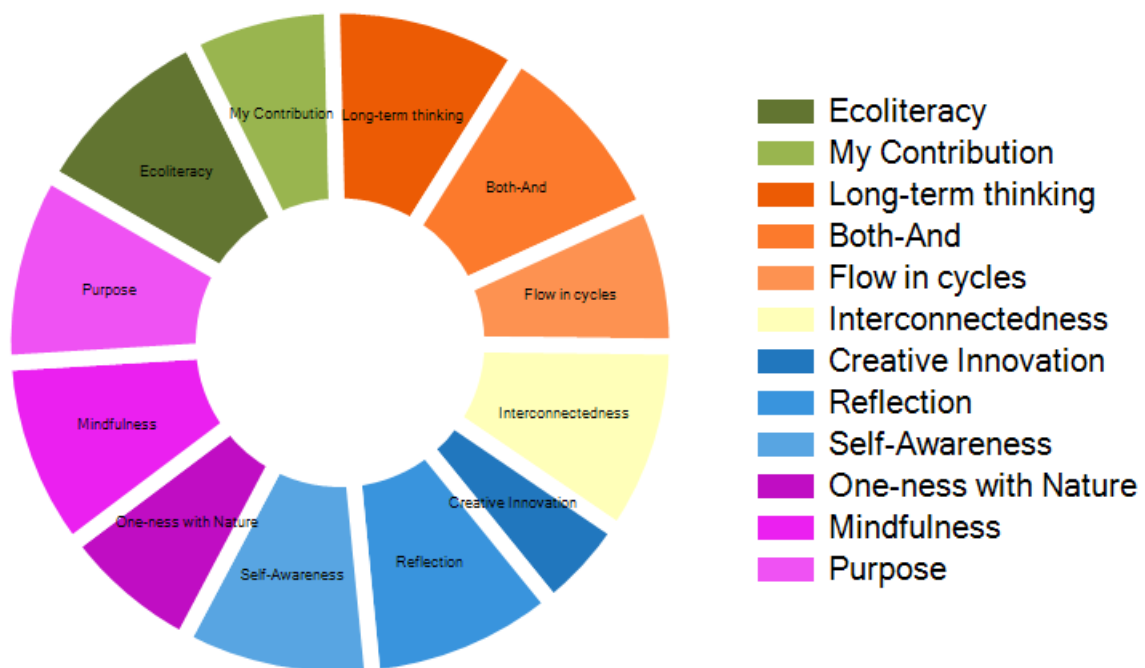 My Contribution
Long-term thinking
Ecoliteracy
Both-And
Purpose
Flow in cycles
Mindfulness
Interconnectedness
One-ness with Nature
Creative Innovation
Self-Awareness
Reflection
Ecoliteracy
My Contribution
Long-term thinking
Both-And
Flow in cycles
Interconnectedness
Creative Innovation
Reflection
Self-Awareness
One-ness with Nature
Mindfulness
Purpose